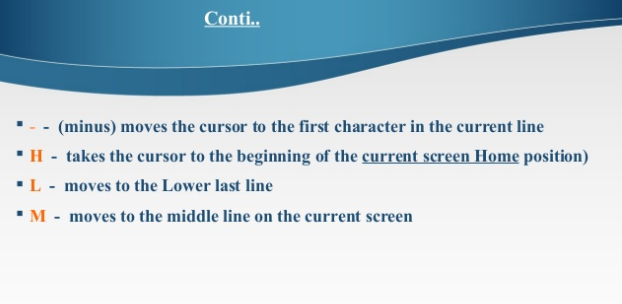 Conti..
▪ - - (minus) moves the cursor to the first character in the current line
▪ H - takes the cursor to the beginning of the current screen Home position)
▪ L - moves to the Lower last line
▪ M - moves to the middle line on the current screen